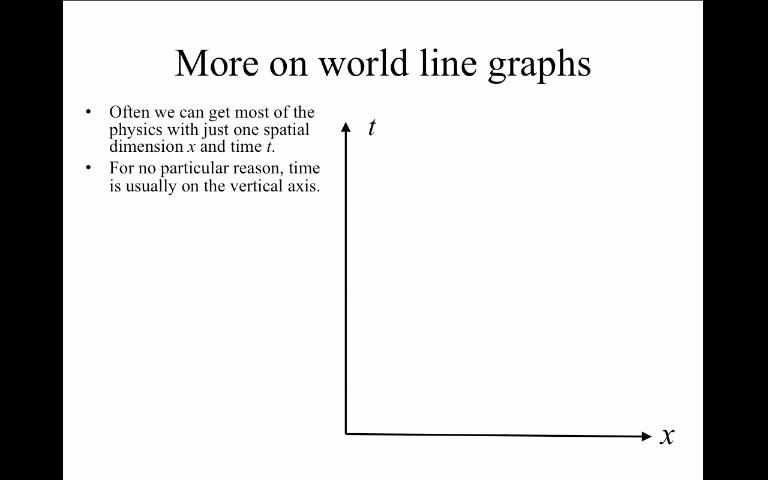 More on world line graphs
• Often we can get most of the
physics with just one spatial
dimension x and time t.
• For no particular reason, time
is usually on the vertical axis.
t
x